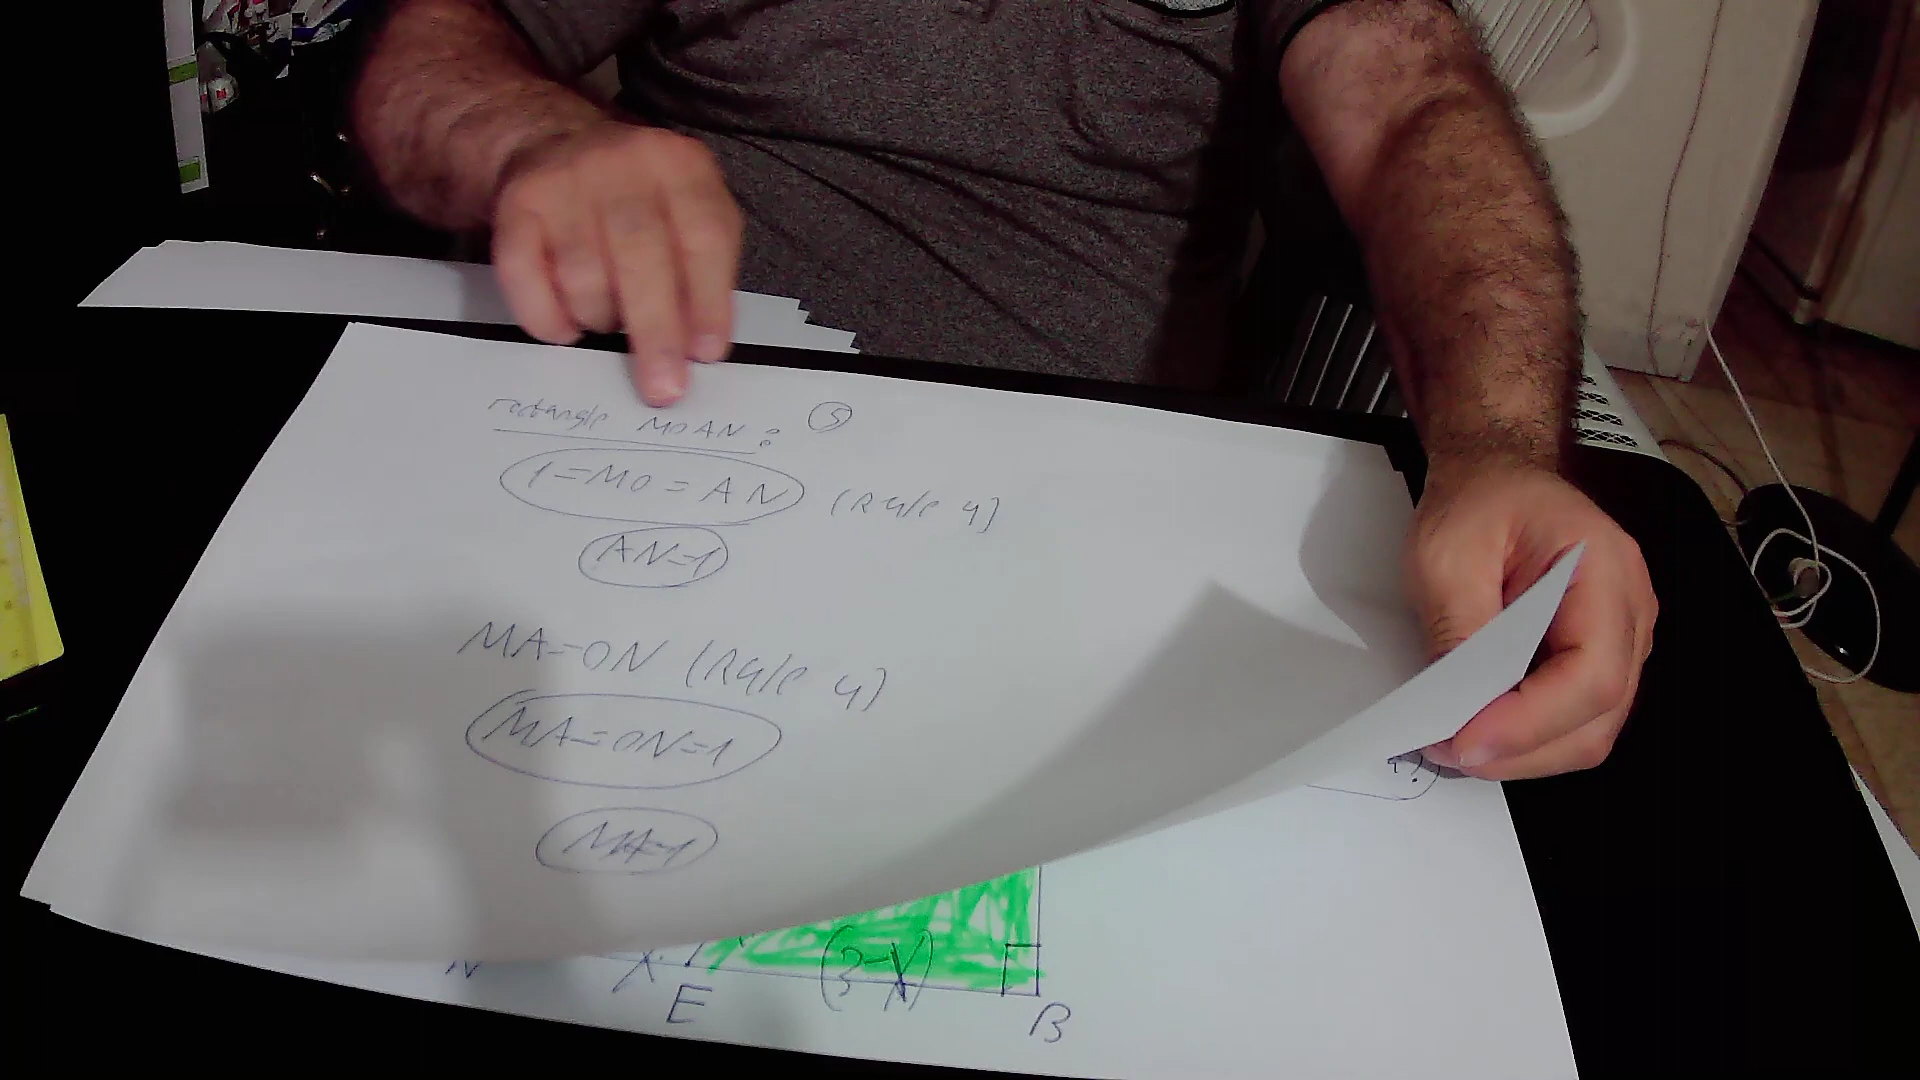 rectangle MOAN: 5
1=MO=AN (Rule 4)
AN=1
MA=ON (Rule 4)
MA=ON=1
MA=1
?
N X (3-X)
E B